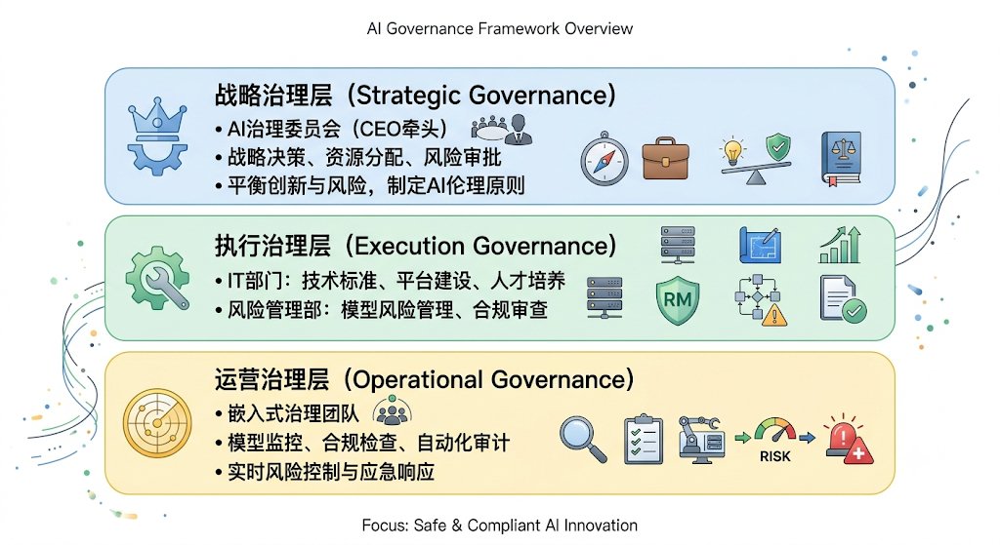 AI Governance Framework Overview
战略治理层（Strategic Governance）
• AI治理委员会（CEO牵头）
• 战略决策、资源分配、风险审批
• 平衡创新与风险，制定AI伦理原则
执行治理层（Execution Governance）
• IT部门：技术标准、平台建设、人才培养
• 风险管理部：模型风险管理、合规审查
RM
运营治理层（Operational Governance）
• 嵌入式治理团队
• 模型监控、合规检查、自动化审计
• 实时风险控制与应急响应
RISK
Focus: Safe & Compliant AI Innovation